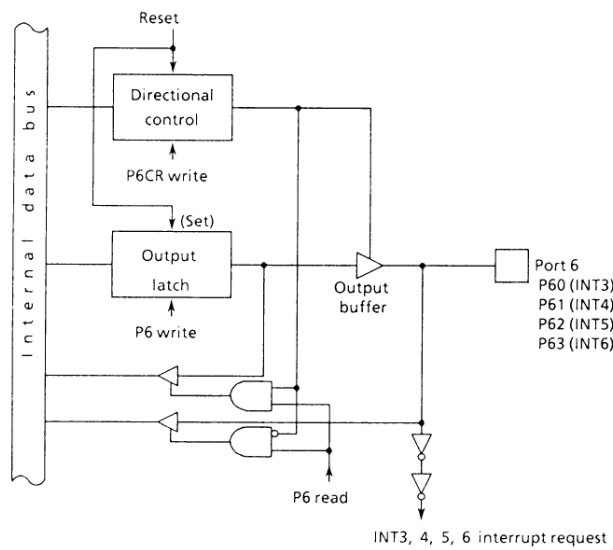 Reset
Internal data bus
Directional
control
P6CR write
(Set)
Output
latch
P6 write
Output
buffer
Port 6
P60 (INT3)
P61 (INT4)
P62 (INT5)
P63 (INT6)
P6 read
INT3, 4, 5, 6 interrupt request